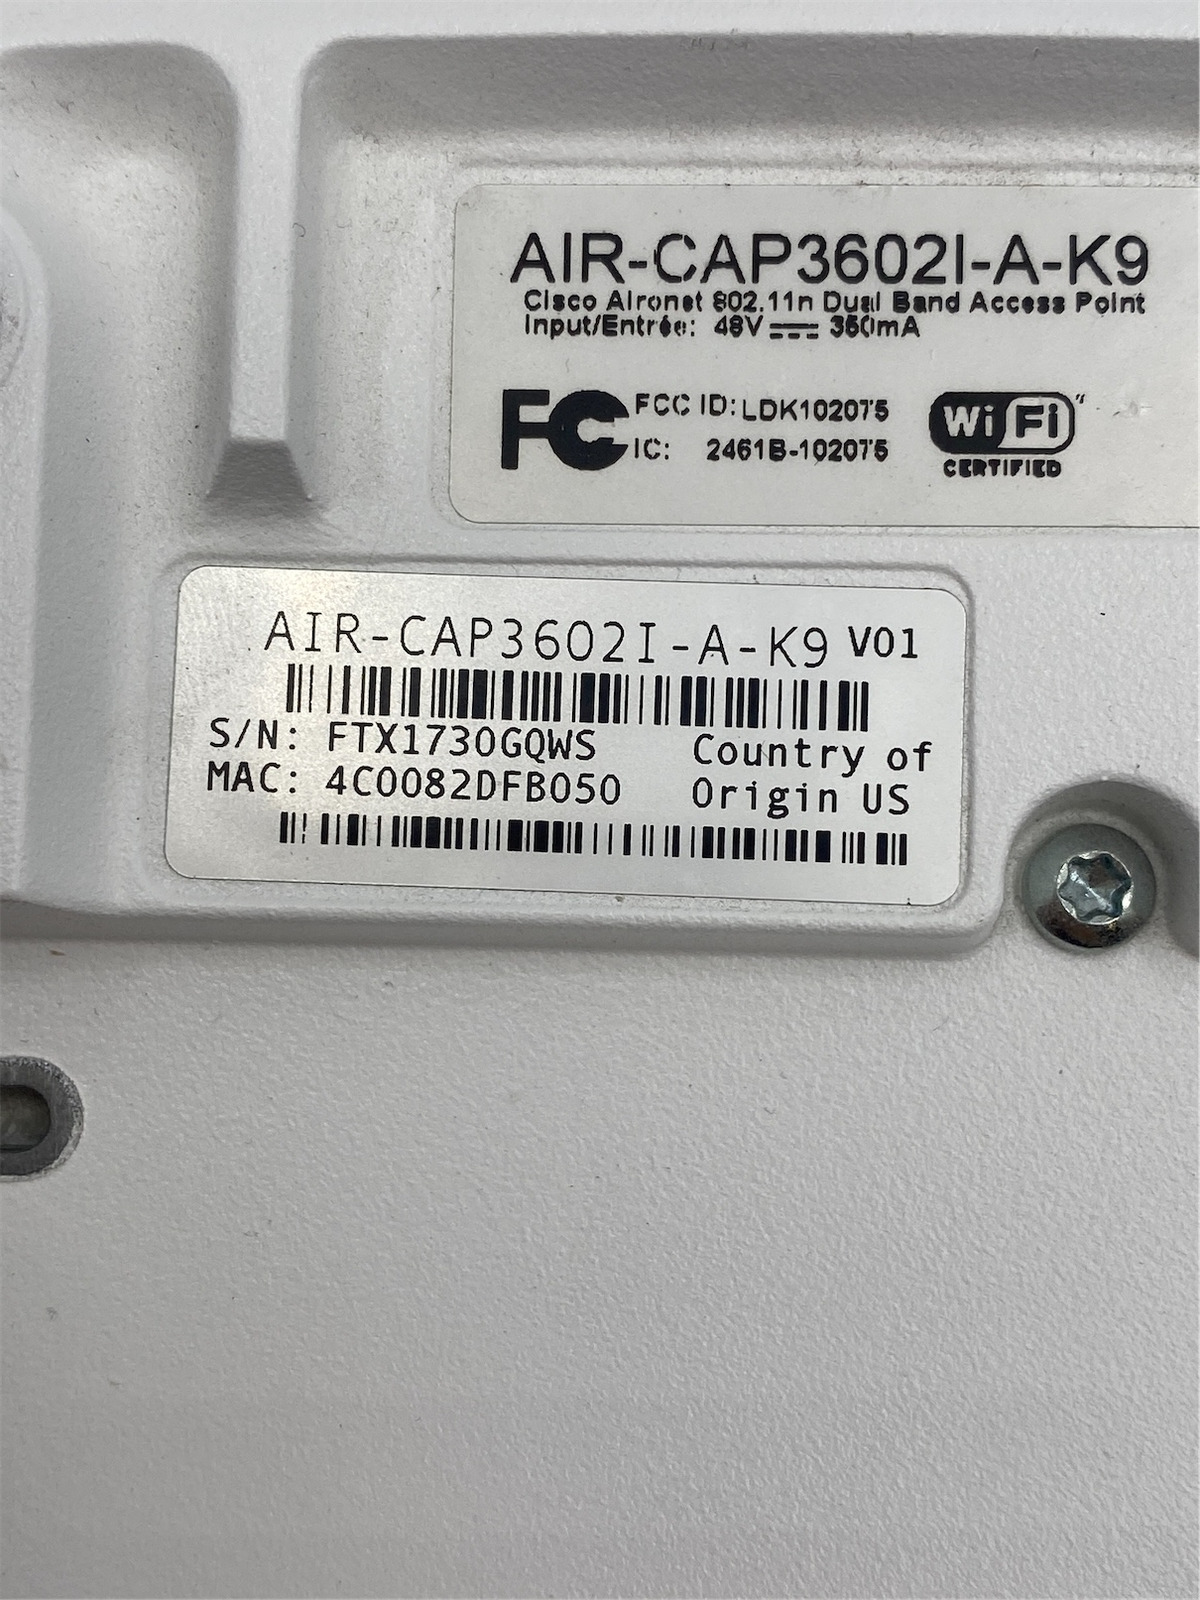 AIR-CAP3602I-A-K9
Cisco Aironet 802.11n Dual Band Access Point
Input/Entrée: 48V 350mA
FC FCC ID: LDK102075
IC: 2461B-102075
Wi Fi
CERTIFIED
AIR-CAP3602I-A-K9 V01
S/N: FTX1730GQWS Country of
MAC: 4C0082DFB050 Origin US